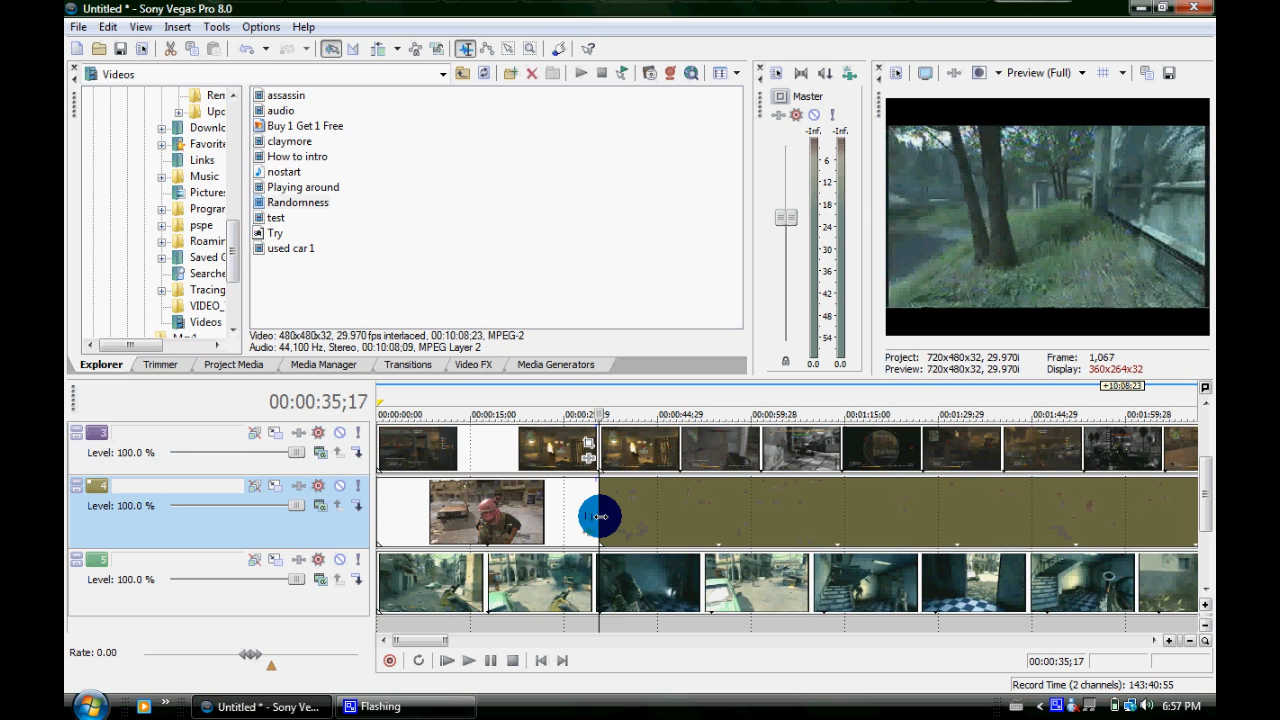 Untitled * - Sony Vegas Pro 8.0
File Edit View Insert Tools Options Help
Videos
Preview (Full)
Master
Rem
Upc
Downlc
Favorite
Links
Music
Pictures
Prograr
pspe
Roamin
Saved G
Searche
Tracing
VIDEO_
Videos
assassin
audio
Buy 1 Get 1 Free
claymore
How to intro
nostart
Playing around
Randomness
test
Try
used car1
Video: 480x480x32, 29.970 fps interlaced, 00:10:08;23, MPEG-2
Audio: 44,100 Hz, Stereo, 00:10:08;09, MPEG Layer 2
Explorer Trimmer Project Media Media Manager Transitions Video FX Media Generators
-Inf. -Inf.
6
12
18
24
30
36
42
48
54
0.0 0.0
Project: 720x480x32, 29.970i Frame: 1,067
Preview: 720x480x32, 29.970i Display: 360x264x32
+10:08:23
00:00:35;17
00:00:00;00 00:00:15;00 00:00:29;29 00:00:44;29 00:00:59;28 00:01:15;00 00:01:29;29 00:01:44;29 00:01:59;28
3
Level: 100.0 %
4
Level: 100.0 %
5
Level: 100.0 %
Rate: 0.00
00:00:35;17
Record Time (2 channels): 143:40:55
Untitled * - Sony Ve... Flashing 6:57 PM